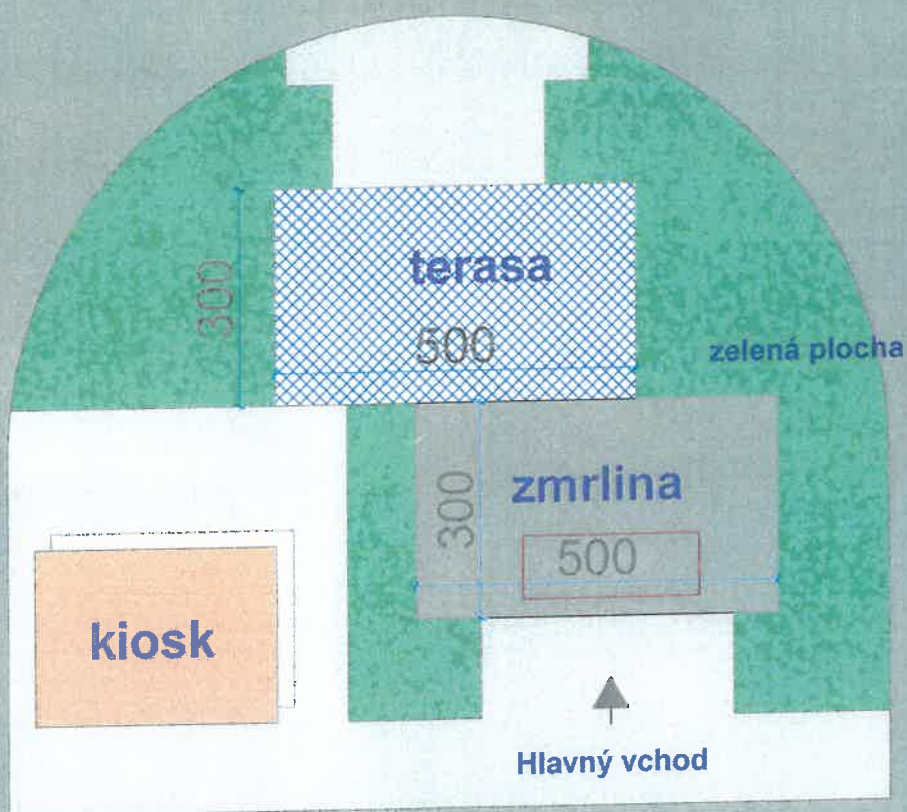 terasa
300
500
zelená plocha
zmrlina
300
500
kiosk
Hlavný vchod